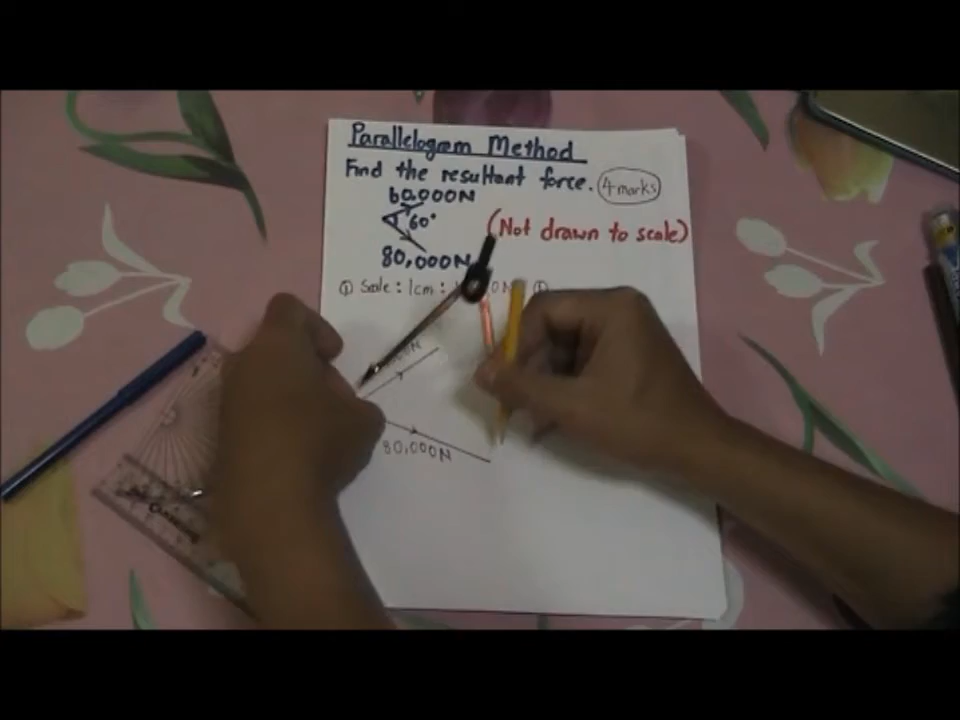 Parallelogram Method
Find the resultant force. 4 marks
60,000N
60°
(Not drawn to scale)
80,000N
① Scale : 1cm :
80,000N